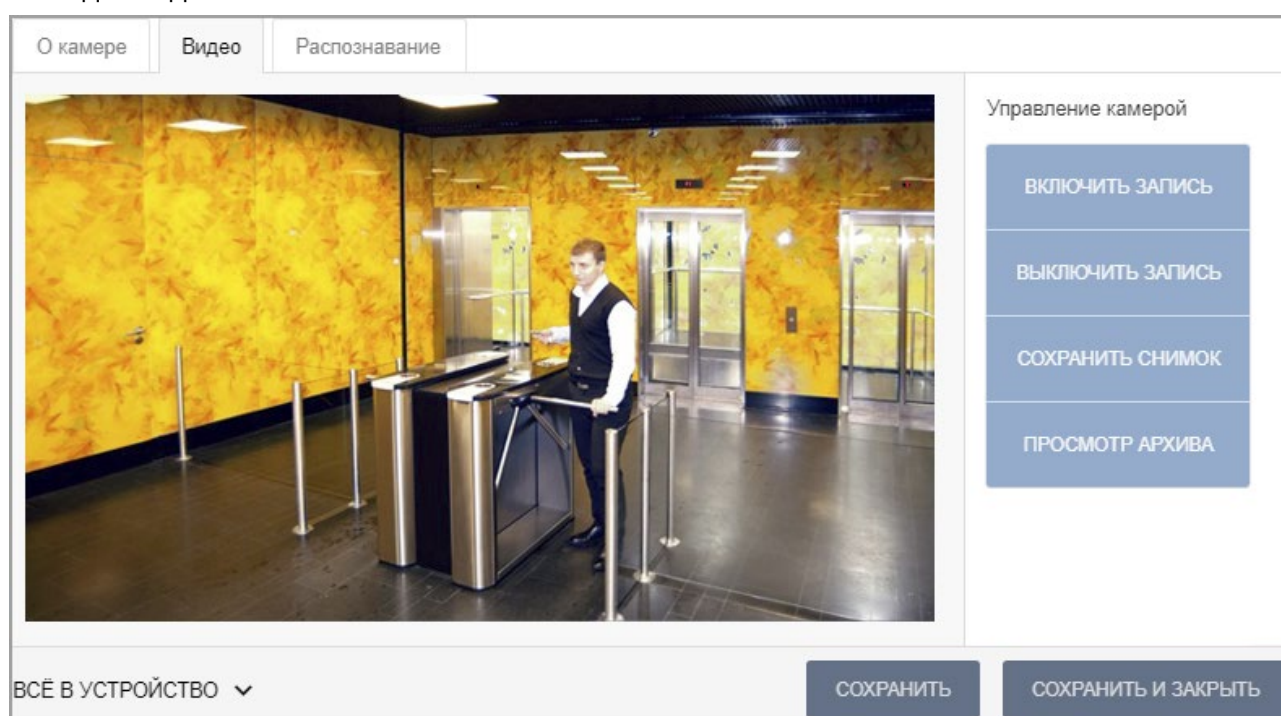 О камере
Видео
Распознавание
Управление камерой
ВКЛЮЧИТЬ ЗАПИСЬ
ВЫКЛЮЧИТЬ ЗАПИСЬ
СОХРАНИТЬ СНИМОК
ПРОСМОТР АРХИВА
ВСЁ В УСТРОЙСТВО
СОХРАНИТЬ
СОХРАНИТЬ И ЗАКРЫТЬ